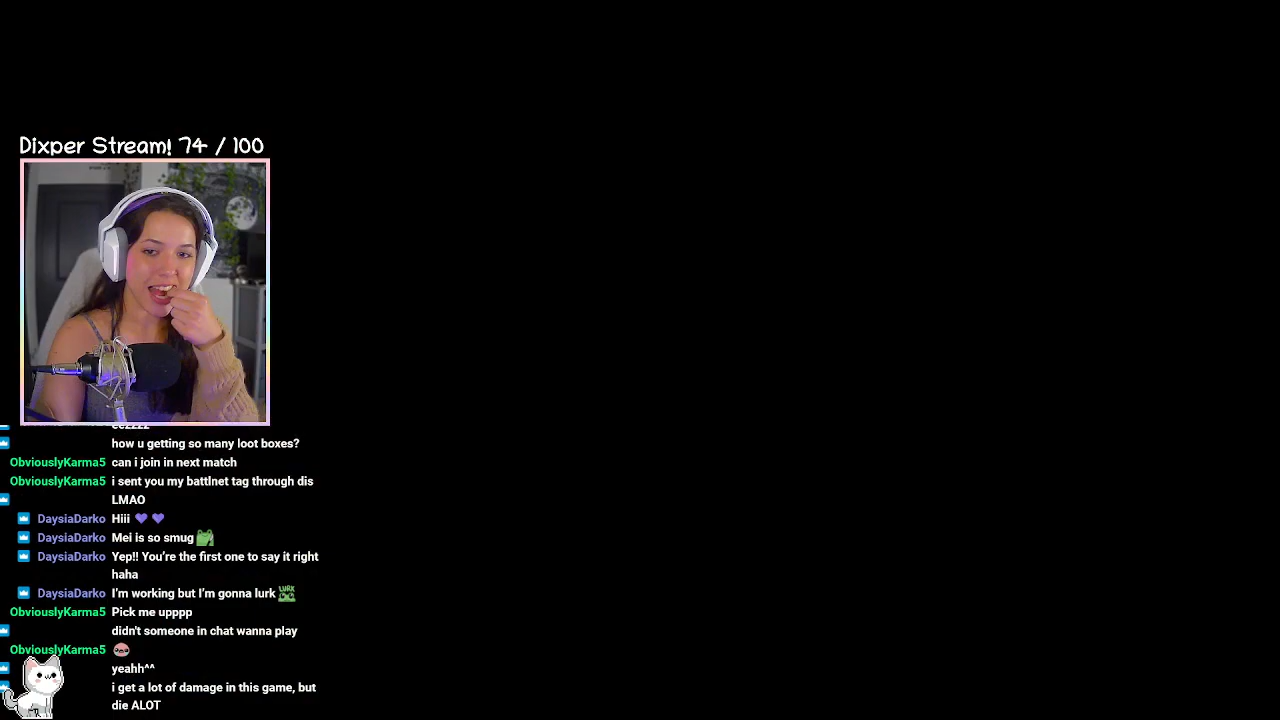 Dixper Stream! 74 / 100
how u getting so many loot boxes?
ObviouslyKarma5 can i join in next match
ObviouslyKarma5 i sent you my battlnet tag through dis
LMAO
DaysiaDarko Hiii
DaysiaDarko Mei is so smug
DaysiaDarko Yep!! You’re the first one to say it right
haha
DaysiaDarko I’m working but I’m gonna lurk LURK
ObviouslyKarma5 Pick me upppp
didn't someone in chat wanna play
ObviouslyKarma5
yeahh^^
i get a lot of damage in this game, but
die ALOT